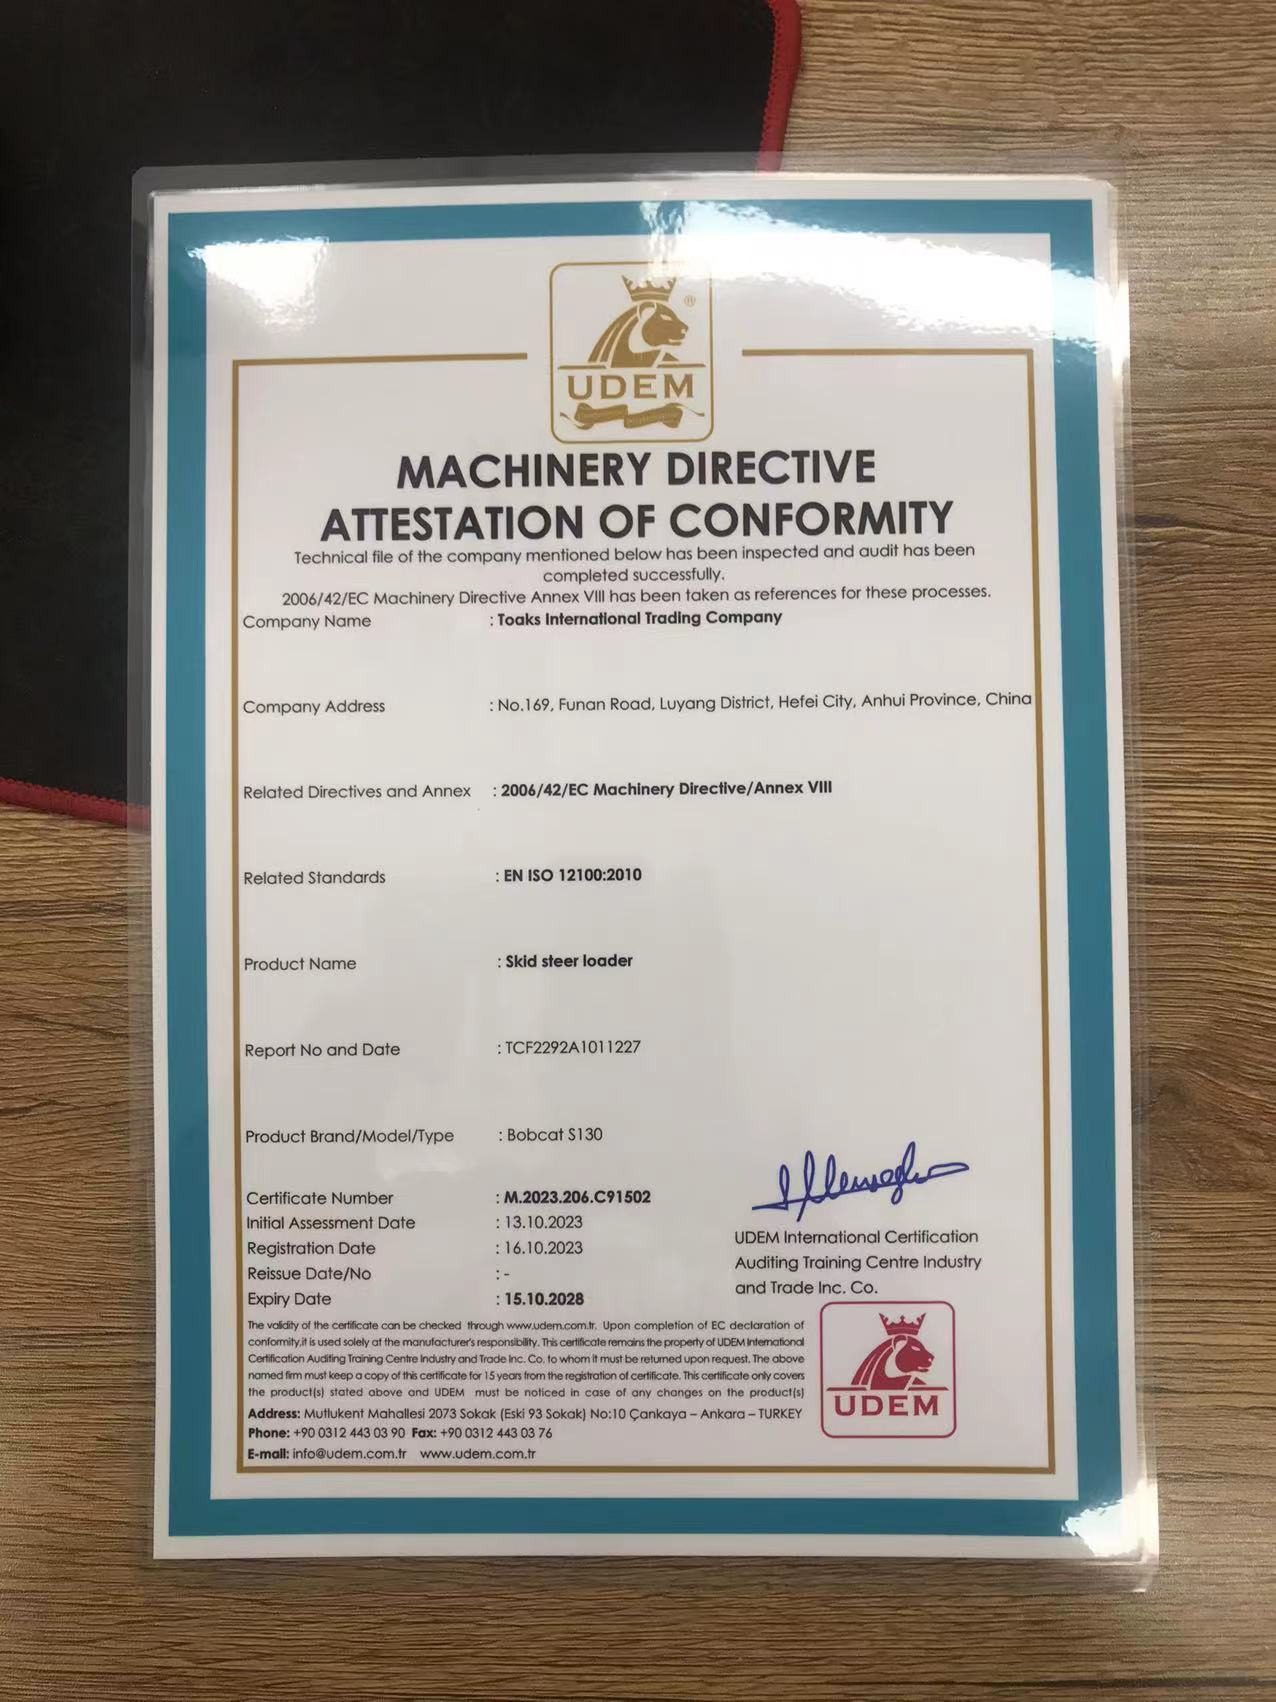 ®
UDEM
MACHINERY DIRECTIVE
ATTESTATION OF CONFORMITY
Technical file of the company mentioned below has been inspected and audit has been
completed successfully.
2006/42/EC Machinery Directive Annex VIII has been taken as references for these processes.
Company Name : Toaks International Trading Company
Company Address : No.169, Funan Road, Luyang District, Hefei City, Anhui Province, China
Related Directives and Annex : 2006/42/EC Machinery Directive/Annex VIII
Related Standards : EN ISO 12100:2010
Product Name : Skid steer loader
Report No and Date : TCF2292A1011227
Product Brand/Model/Type : Bobcat S130
Certificate Number : M.2023.206.C91502
Initial Assessment Date : 13.10.2023
Registration Date : 16.10.2023
Reissue Date/No : -
Expiry Date : 15.10.2028
UDEM International Certification
Auditing Training Centre Industry
and Trade Inc. Co.
The validity of the certificate can be checked through www.udem.com.tr. Upon completion of EC declaration of
conformity,it is used solely at the manufacturer's responsibility. This certificate remains the property of UDEM International
Certification Auditing Training Centre Industry and Trade Inc. Co. to whom it must be returned upon request. The above
named firm must keep a copy of this certificate for 15 years from the registration of certificate. This certificate only covers
the product(s) stated above and UDEM must be noticed in case of any changes on the product(s)
Address: Mutlukent Mahallesi 2073 Sokak (Eski 93 Sokak) No:10 Çankaya – Ankara – TURKEY
Phone: +90 0312 443 03 90 Fax: +90 0312 443 03 76
E-mail: info@udem.com.tr www.udem.com.tr
UDEM